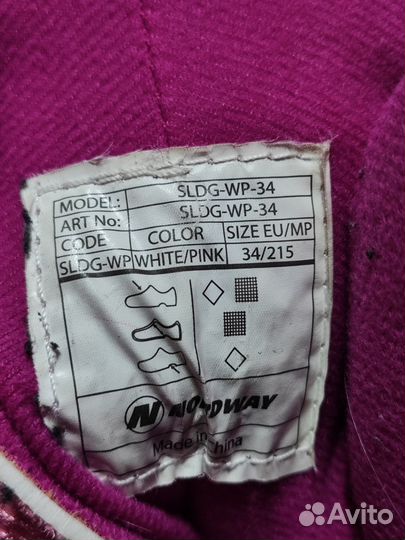 MODEL: SLDG-WP-34
ART No: SLDG-WP-34
CODE COLOR SIZE EU/MP
SLDG-WP WHITE/PINK 34/215
N NORDWAY
Made in China
Avito